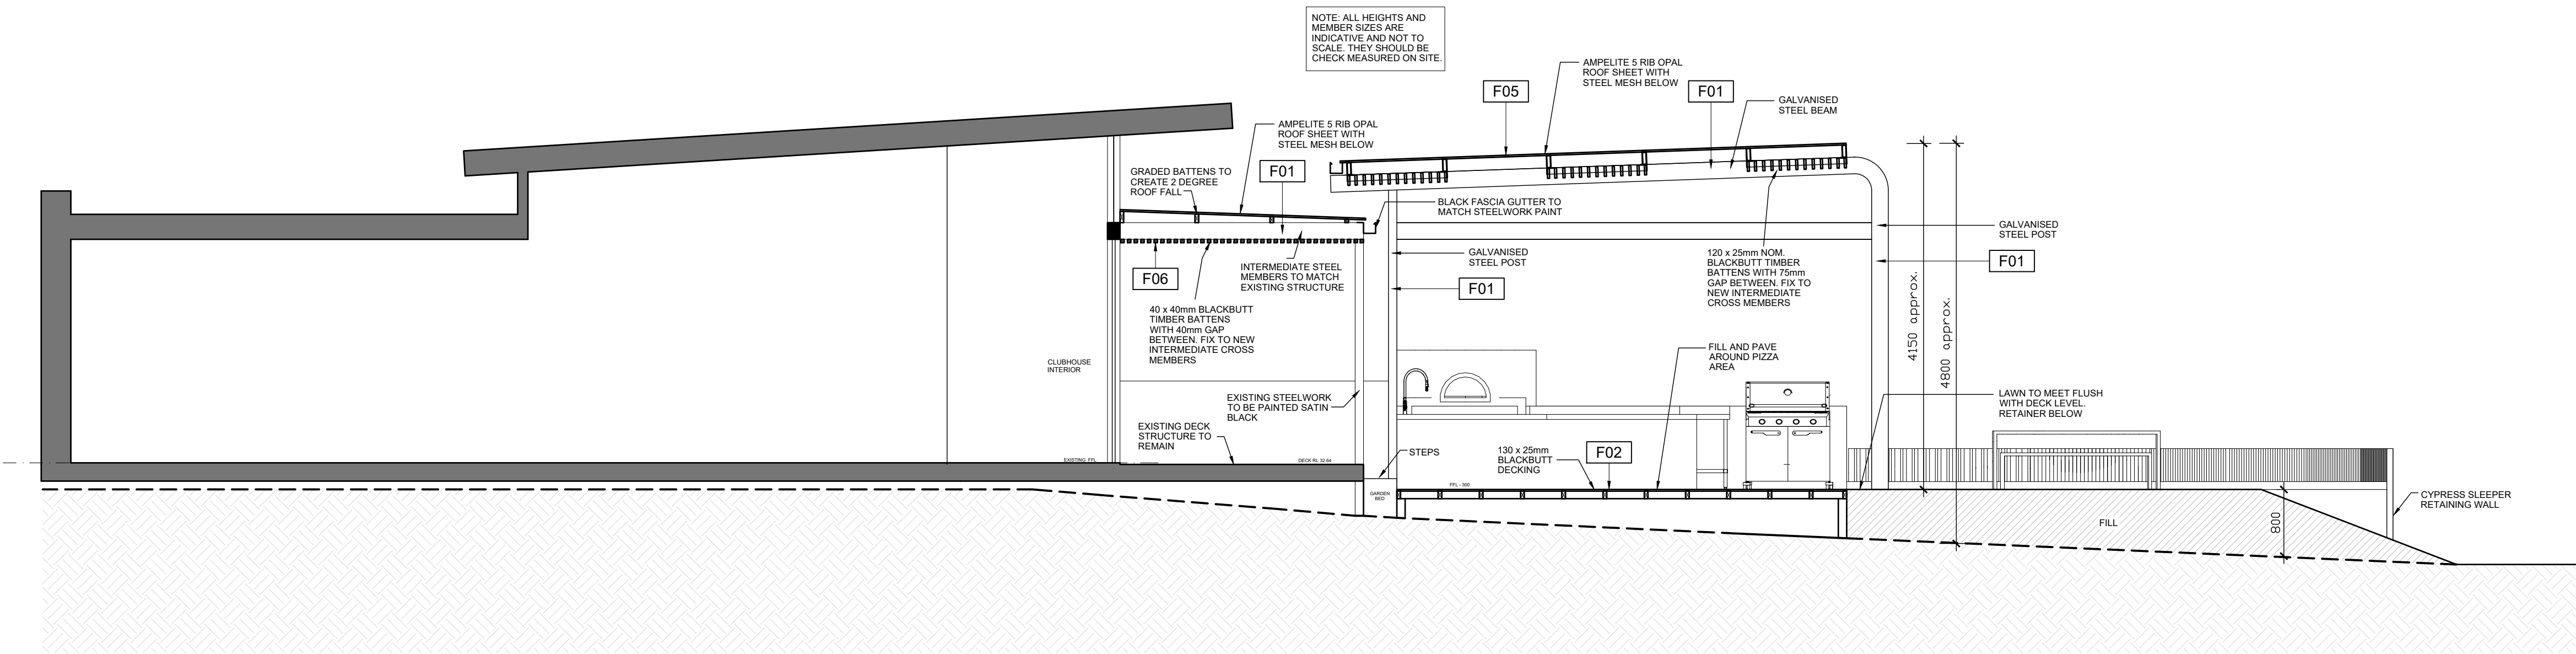 NOTE: ALL HEIGHTS AND
MEMBER SIZES ARE
INDICATIVE AND NOT TO
SCALE. THEY SHOULD BE
CHECK MEASURED ON SITE.
AMPELITE 5 RIB OPAL
ROOF SHEET WITH
STEEL MESH BELOW
F05
F01
GALVANISED
STEEL BEAM
AMPELITE 5 RIB OPAL
ROOF SHEET WITH
STEEL MESH BELOW
GRADED BATTENS TO
CREATE 2 DEGREE
ROOF FALL
F01
BLACK FASCIA GUTTER TO
MATCH STEELWORK PAINT
GALVANISED
STEEL POST
F01
F06
INTERMEDIATE STEEL
MEMBERS TO MATCH
EXISTING STRUCTURE
GALVANISED
STEEL POST
F01
120 x 25mm NOM.
BLACKBUTT TIMBER
BATTENS WITH 75mm
GAP BETWEEN. FIX TO
NEW INTERMEDIATE
CROSS MEMBERS
40 x 40mm BLACKBUTT
TIMBER BATTENS
WITH 40mm GAP
BETWEEN. FIX TO NEW
INTERMEDIATE CROSS
MEMBERS
4150 approx.
4800 approx.
CLUBHOUSE
INTERIOR
FILL AND PAVE
AROUND PIZZA
AREA
EXISTING STEELWORK
TO BE PAINTED SATIN
BLACK
LAWN TO MEET FLUSH
WITH DECK LEVEL.
RETAINER BELOW
EXISTING DECK
STRUCTURE TO
REMAIN
STEPS
130 x 25mm
BLACKBUTT
DECKING
F02
EXISTING FFL
DECK RL 32.64
FFL - 300
GARDEN
BED
CYPRESS SLEEPER
RETAINING WALL
FILL
800